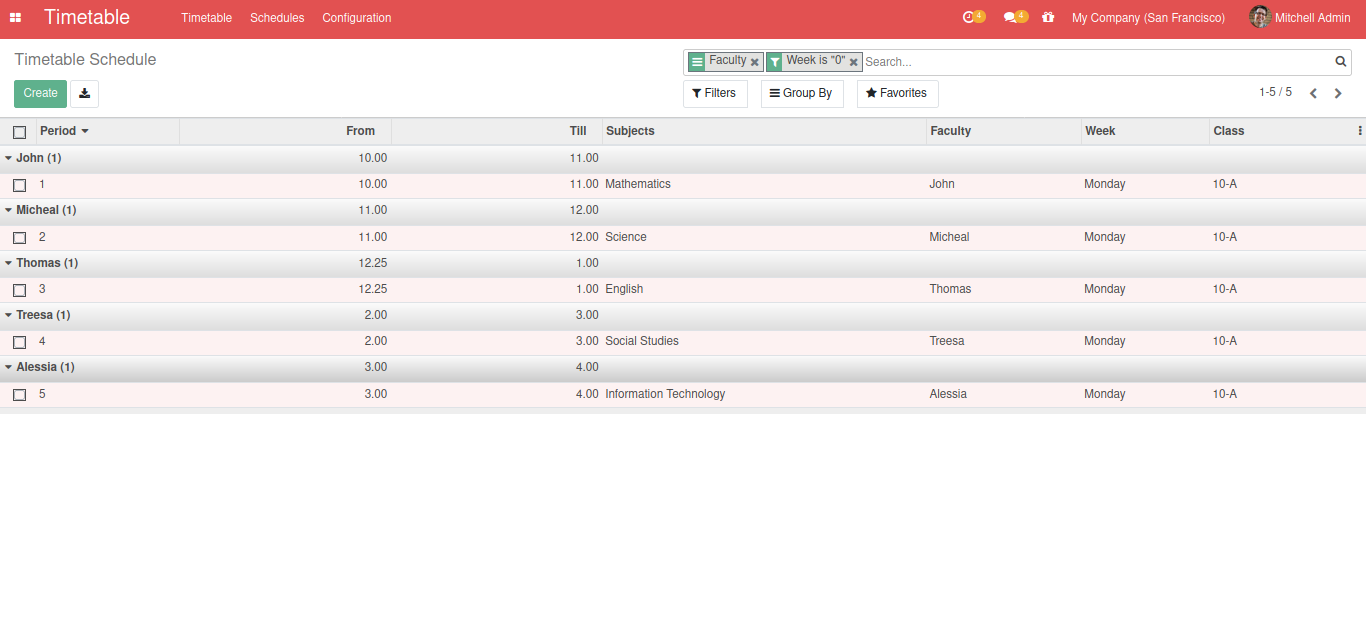 Timetable Timetable Schedules Configuration 4 4 My Company (San Francisco) Mitchell Admin
Timetable Schedule Faculty Week is "0" Search...
Create Filters Group By Favorites 1-5 / 5
Period From Till Subjects Faculty Week Class
John (1) 10.00 11.00
1 10.00 11.00 Mathematics John Monday 10-A
Micheal (1) 11.00 12.00
2 11.00 12.00 Science Micheal Monday 10-A
Thomas (1) 12.25 1.00
3 12.25 1.00 English Thomas Monday 10-A
Treesa (1) 2.00 3.00
4 2.00 3.00 Social Studies Treesa Monday 10-A
Alessia (1) 3.00 4.00
5 3.00 4.00 Information Technology Alessia Monday 10-A